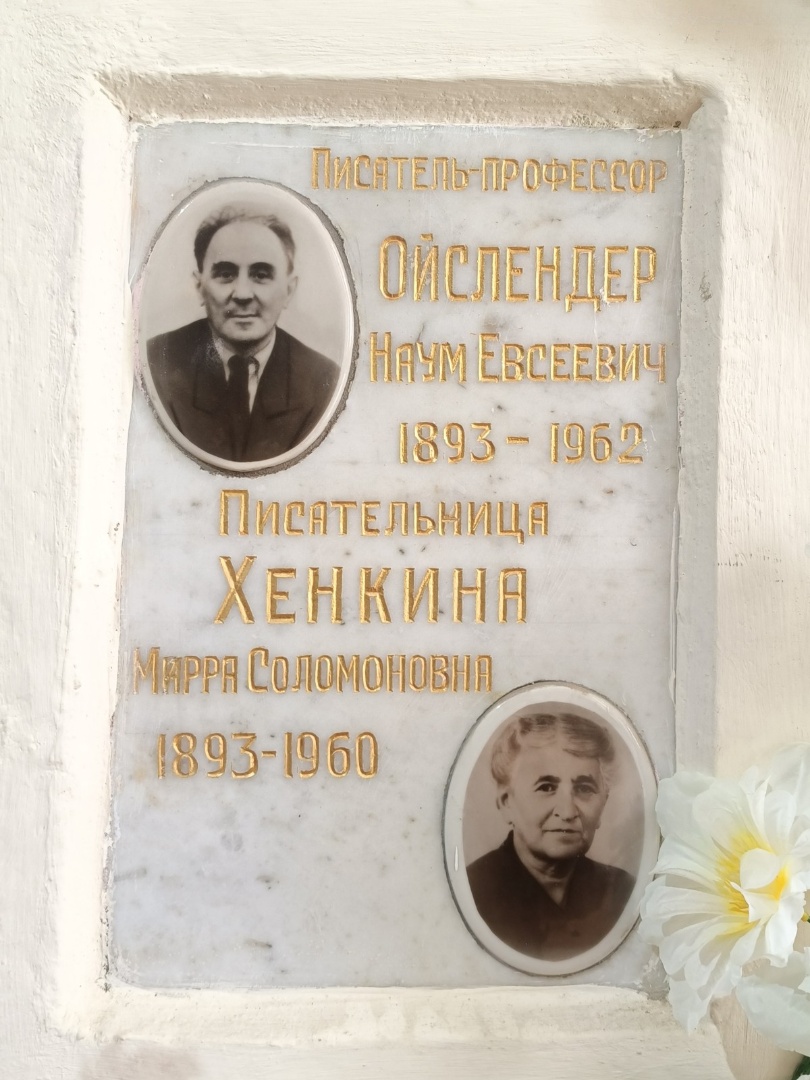 Писатель-профессор
Ойслендер
Наум Евсеевич
1893 - 1962
Писательница
Хенкина
Мирра Соломоновна
1893-1960